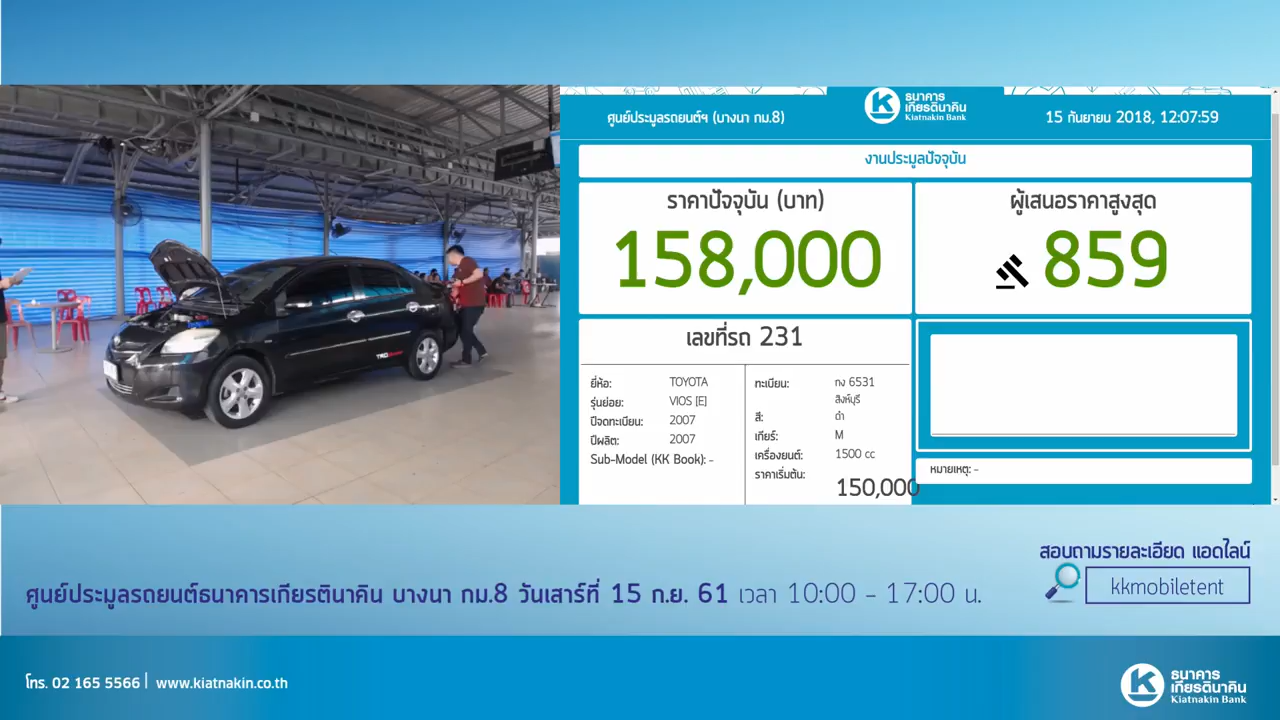 ศูนย์ประมูลรถยนต์ฯ (บางนา กม.8)
ธนาคาร
เกียรตินาคิน
Kiatnakin Bank
15 กันยายน 2018, 12:07:59
งานประมูลปัจจุบัน
ราคาปัจจุบัน (บาท)
158,000
ผู้เสนอราคาสูงสุด
859
เลขที่รถ 231
ยี่ห้อ: TOYOTA
รุ่นย่อย: VIOS [E]
ปีจดทะเบียน: 2007
ปีผลิต: 2007
Sub-Model (KK Book): -
ทะเบียน: กง 6531
สิงห์บุรี
สี: ดำ
เกียร์: M
เครื่องยนต์: 1500 cc
ราคาเริ่มต้น: 150,000
หมายเหตุ: -
TRD
สอบถามรายละเอียด แอดไลน์
kkmobiletent
ศูนย์ประมูลรถยนต์ธนาคารเกียรตินาคิน บางนา กม.8 วันเสาร์ที่ 15 ก.ย. 61 เวลา 10:00 - 17:00 น.
โทร. 02 165 5566 | www.kiatnakin.co.th
ธนาคาร
เกียรตินาคิน
Kiatnakin Bank